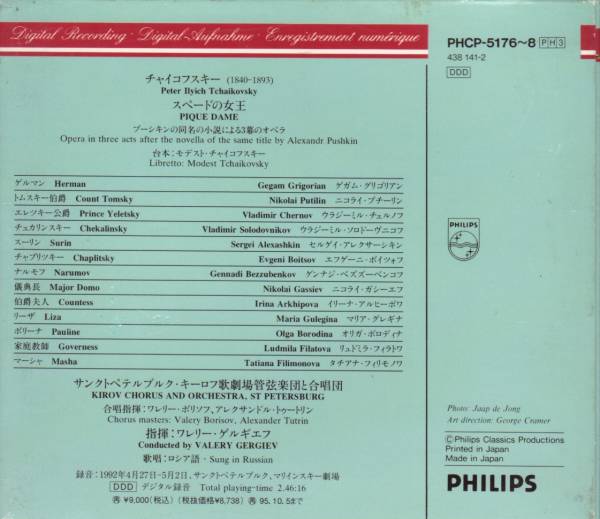 Digital Recording · Digital-Aufnahme · Enregistrement numérique
PHCP-5176〜8 PH3
438 141-2
DDD
チャイコフスキー (1840-1893)
Peter Ilyich Tchaikovsky
スペードの女王
PIQUE DAME
プーシキンの同名の小説による3幕のオペラ
Opera in three acts after the novella of the same title by Alexandr Pushkin
台本：モデスト・チャイコフスキー
Libretto: Modest Tchaikovsky
ゲルマン Herman Gegam Grigorian ゲガム・グリゴリアン
トムスキー伯爵 Count Tomsky Nikolai Putilin ニコライ・プチーリン
エレツキー公爵 Prince Yeletsky Vladimir Chernov ウラジーミル・チェルノフ
チェカリンスキー Chekalinsky Vladimir Solodovnikov ウラジーミル・ソロドーヴニコフ
スーリン Surin Sergei Alexashkin セルゲイ・アレクサーシキン
チャプリツキー Chaplitsky Evgeni Boitsov エフゲーニ・ボイツォフ
ナルモフ Narumov Gennadi Bezzubenkov ゲンナジ・ベズズーベンコフ
儀典長 Major Domo Nikolai Gassiev ニコライ・ガシーエフ
伯爵夫人 Countess Irina Arkhipova イリーナ・アルヒーポワ
リーザ Liza Maria Gulegina マリア・グレギナ
ポリーナ Pauline Olga Borodina オリガ・ボロディナ
家庭教師 Governess Ludmila Filatova リュドミラ・フィラトワ
マーシャ Masha Tatiana Filimonova タチアナ・フィリモノワ
サンクトペテルブルク・キーロフ歌劇場管弦楽団と合唱団
KIROV CHORUS AND ORCHESTRA, ST PETERSBURG
合唱指揮：ワレリー・ボリソフ、アレクサンドル・トゥートリン
Chorus masters: Valery Borisov, Alexander Tutrin
指揮：ワレリー・ゲルギエフ
Conducted by VALERY GERGIEV
歌唱：ロシア語・Sung in Russian
録音：1992年4月27日-5月2日、サンクトペテルブルク、マリインスキー劇場
DDD デジタル録音 Total playing-time 2.46:16
再 ¥9,000(税込) (税抜価格¥8,738) 再 95.10.5まで
PHILIPS
Photo: Jaap de Jong
Art direction: George Cramer
Ⓒ Philips Classics Productions
Printed in Japan
Made in Japan
PHILIPS